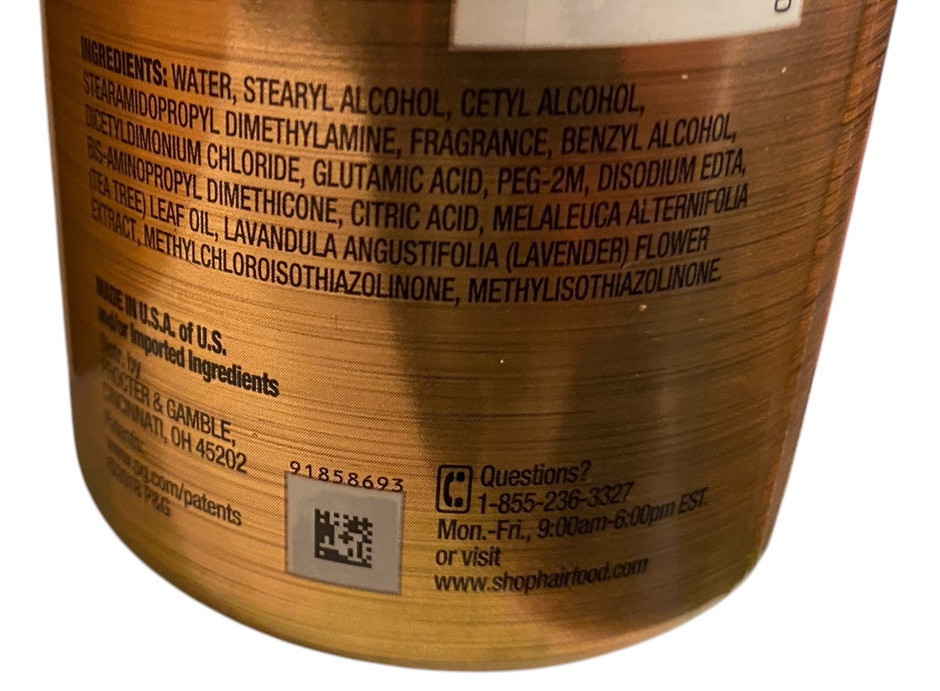 INGREDIENTS: WATER, STEARYL ALCOHOL, CETYL ALCOHOL,
STEARAMIDOPROPYL DIMETHYLAMINE, FRAGRANCE, BENZYL ALCOHOL,
DICETYLDIMONIUM CHLORIDE, GLUTAMIC ACID, PEG-2M, DISODIUM EDTA,
BIS-AMINOPROPYL DIMETHICONE, CITRIC ACID, MELALEUCA ALTERNIFOLIA
(TEA TREE) LEAF OIL, LAVANDULA ANGUSTIFOLIA (LAVENDER) FLOWER
EXTRACT, METHYLCHLOROISOTHIAZOLINONE, METHYLISOTHIAZOLINONE.
MADE IN U.S.A. of U.S.
and/or Imported Ingredients
Distr. by
PROCTER & GAMBLE,
CINCINNATI, OH 45202
Patents:
www.pg.com/patents
©2018 P&G
91858693
Questions?
1-855-236-3327
Mon.-Fri., 9:00am-6:00pm EST.
or visit
www.shophairfood.com